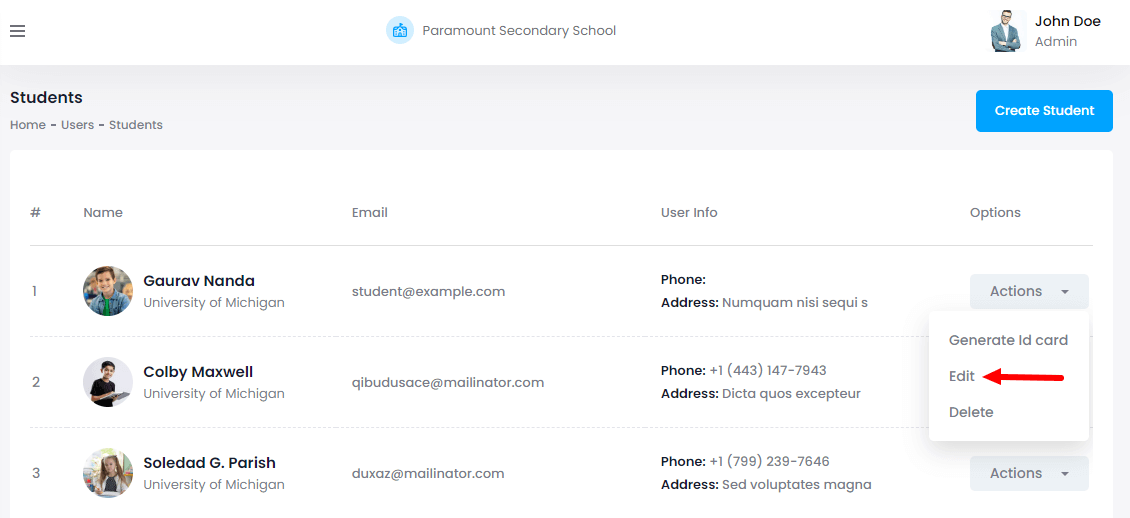 Paramount Secondary School
John Doe
Admin
Students
Home - Users - Students
Create Student
# Name Email User Info Options
1
Gaurav Nanda
University of Michigan
student@example.com
Phone:
Address: Numquam nisi sequi s
Actions
Generate Id card
Edit
Delete
2
Colby Maxwell
University of Michigan
qibudusace@mailinator.com
Phone: +1 (443) 147-7943
Address: Dicta quos excepteur
3
Soledad G. Parish
University of Michigan
duxaz@mailinator.com
Phone: +1 (799) 239-7646
Address: Sed voluptates magna
Actions